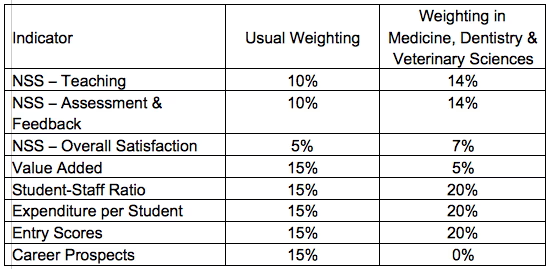 Indicator Usual Weighting Weighting in
Medicine, Dentistry &
Veterinary Sciences
NSS – Teaching 10% 14%
NSS – Assessment & 10% 14%
Feedback
NSS – Overall Satisfaction 5% 7%
Value Added 15% 5%
Student-Staff Ratio 15% 20%
Expenditure per Student 15% 20%
Entry Scores 15% 20%
Career Prospects 15% 0%